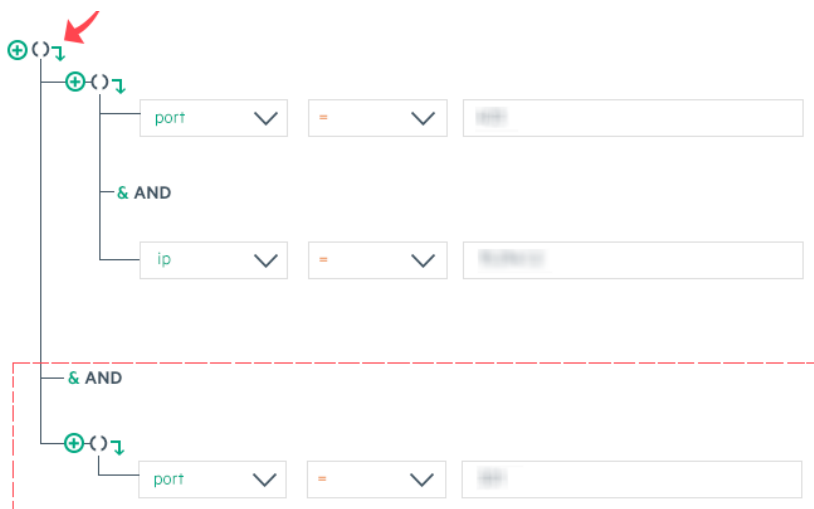 ()
()
port =
& AND
ip =
& AND
()
port =